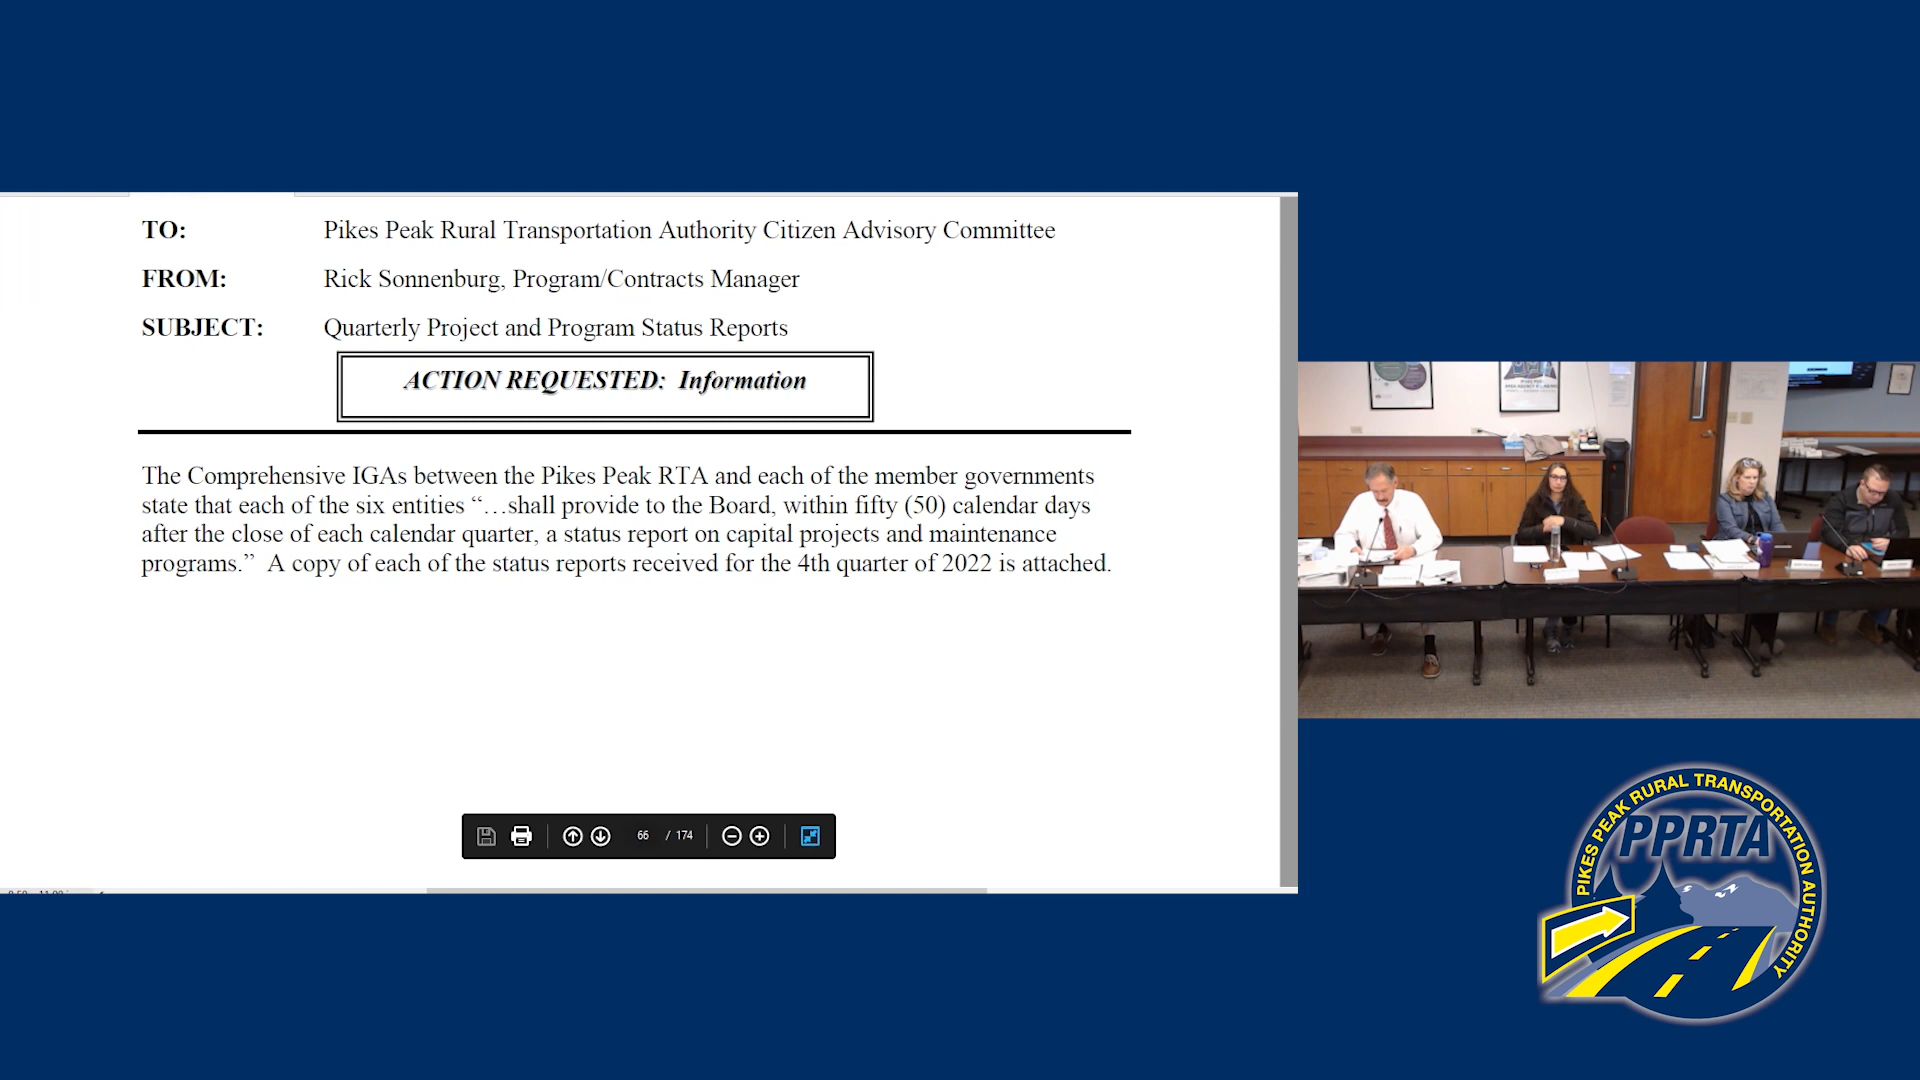 TO: Pikes Peak Rural Transportation Authority Citizen Advisory Committee
FROM: Rick Sonnenburg, Program/Contracts Manager
SUBJECT: Quarterly Project and Program Status Reports
ACTION REQUESTED: Information
The Comprehensive IGAs between the Pikes Peak RTA and each of the member governments
state that each of the six entities “…shall provide to the Board, within fifty (50) calendar days
after the close of each calendar quarter, a status report on capital projects and maintenance
programs.” A copy of each of the status reports received for the 4th quarter of 2022 is attached.
66 / 174
PIKES PEAK RURAL TRANSPORTATION AUTHORITY
PPRTA